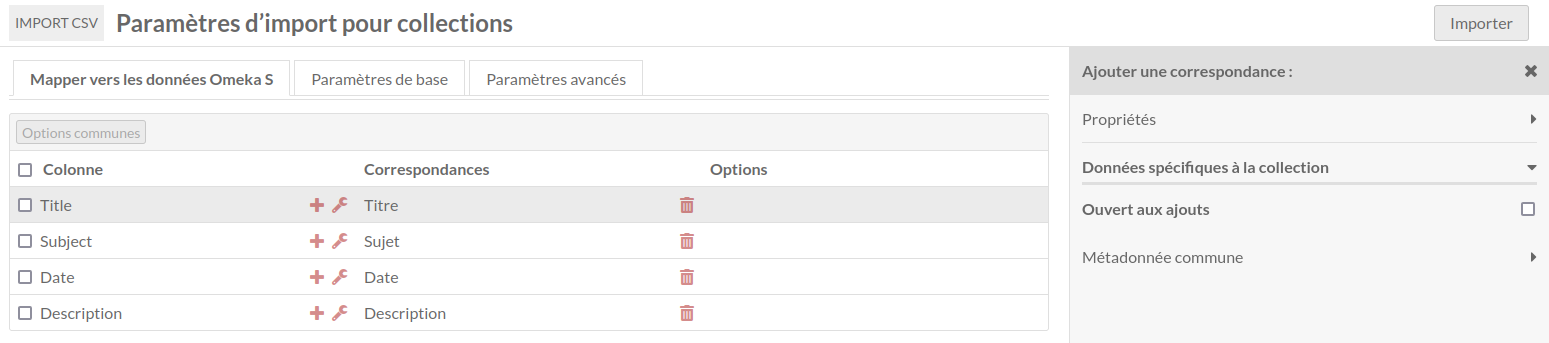 IMPORT CSV Paramètres d’import pour collections Importer
Mapper vers les données Omeka S Paramètres de base Paramètres avancés
Options communes
Colonne Correspondances Options
Title Titre
Subject Sujet
Date Date
Description Description
Ajouter une correspondance :
Propriétés
Données spécifiques à la collection
Ouvert aux ajouts
Métadonnée commune